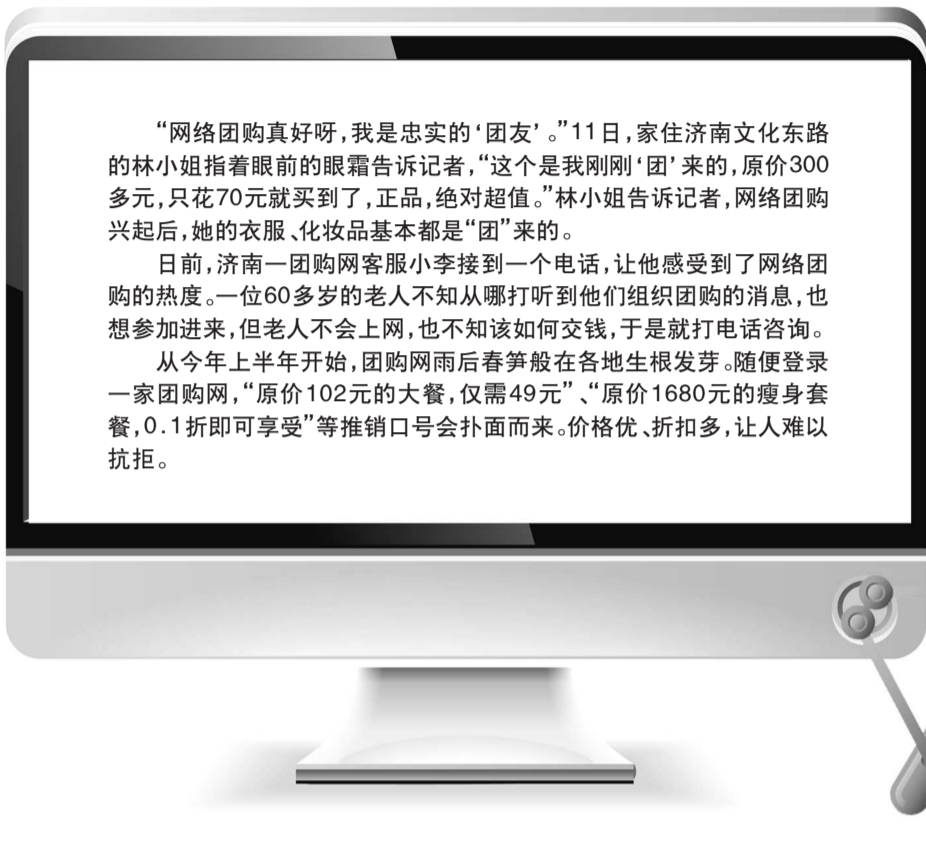 “网络团购真好呀,我是忠实的‘团友’。”11日,家住济南文化东路
的林小姐指着眼前的眼霜告诉记者,“这个是我刚刚‘团’来的,原价300
多元,只花70元就买到了,正品,绝对超值。”林小姐告诉记者,网络团购
兴起后,她的衣服、化妆品基本都是“团”来的。
日前,济南一团购网客服小李接到一个电话,让他感受到了网络团
购的热度。一位60多岁的老人不知从哪打听到他们组织团购的消息,也
想参加进来,但老人不会上网,也不知该如何交钱,于是就打电话咨询。
从今年上半年开始,团购网雨后春笋般在各地生根发芽。随便登录
一家团购网,“原价102元的大餐,仅需49元”、“原价1680元的瘦身套
餐,0.1折即可享受”等推销口号会扑面而来。价格优、折扣多,让人难以
抗拒。